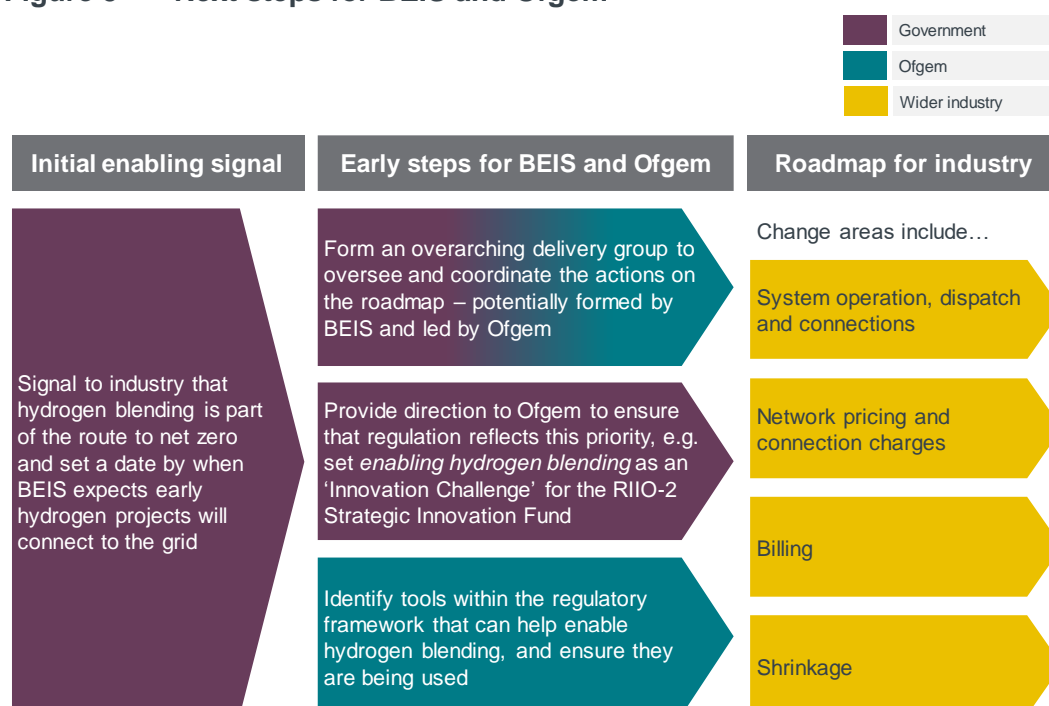 Next steps for BEIS and Ofgem
Government
Ofgem
Wider industry
Initial enabling signal
Early steps for BEIS and Ofgem
Roadmap for industry
Signal to industry that
hydrogen blending is part
of the route to net zero
and set a date by when
BEIS expects early
hydrogen projects will
connect to the grid
Form an overarching delivery group to
oversee and coordinate the actions on
the roadmap – potentially formed by
BEIS and led by Ofgem
Provide direction to Ofgem to ensure
that regulation reflects this priority, e.g.
set enabling hydrogen blending as an
‘Innovation Challenge’ for the RIIO-2
Strategic Innovation Fund
Identify tools within the regulatory
framework that can help enable
hydrogen blending, and ensure they
are being used
Change areas include…
System operation, dispatch
and connections
Network pricing and
connection charges
Billing
Shrinkage